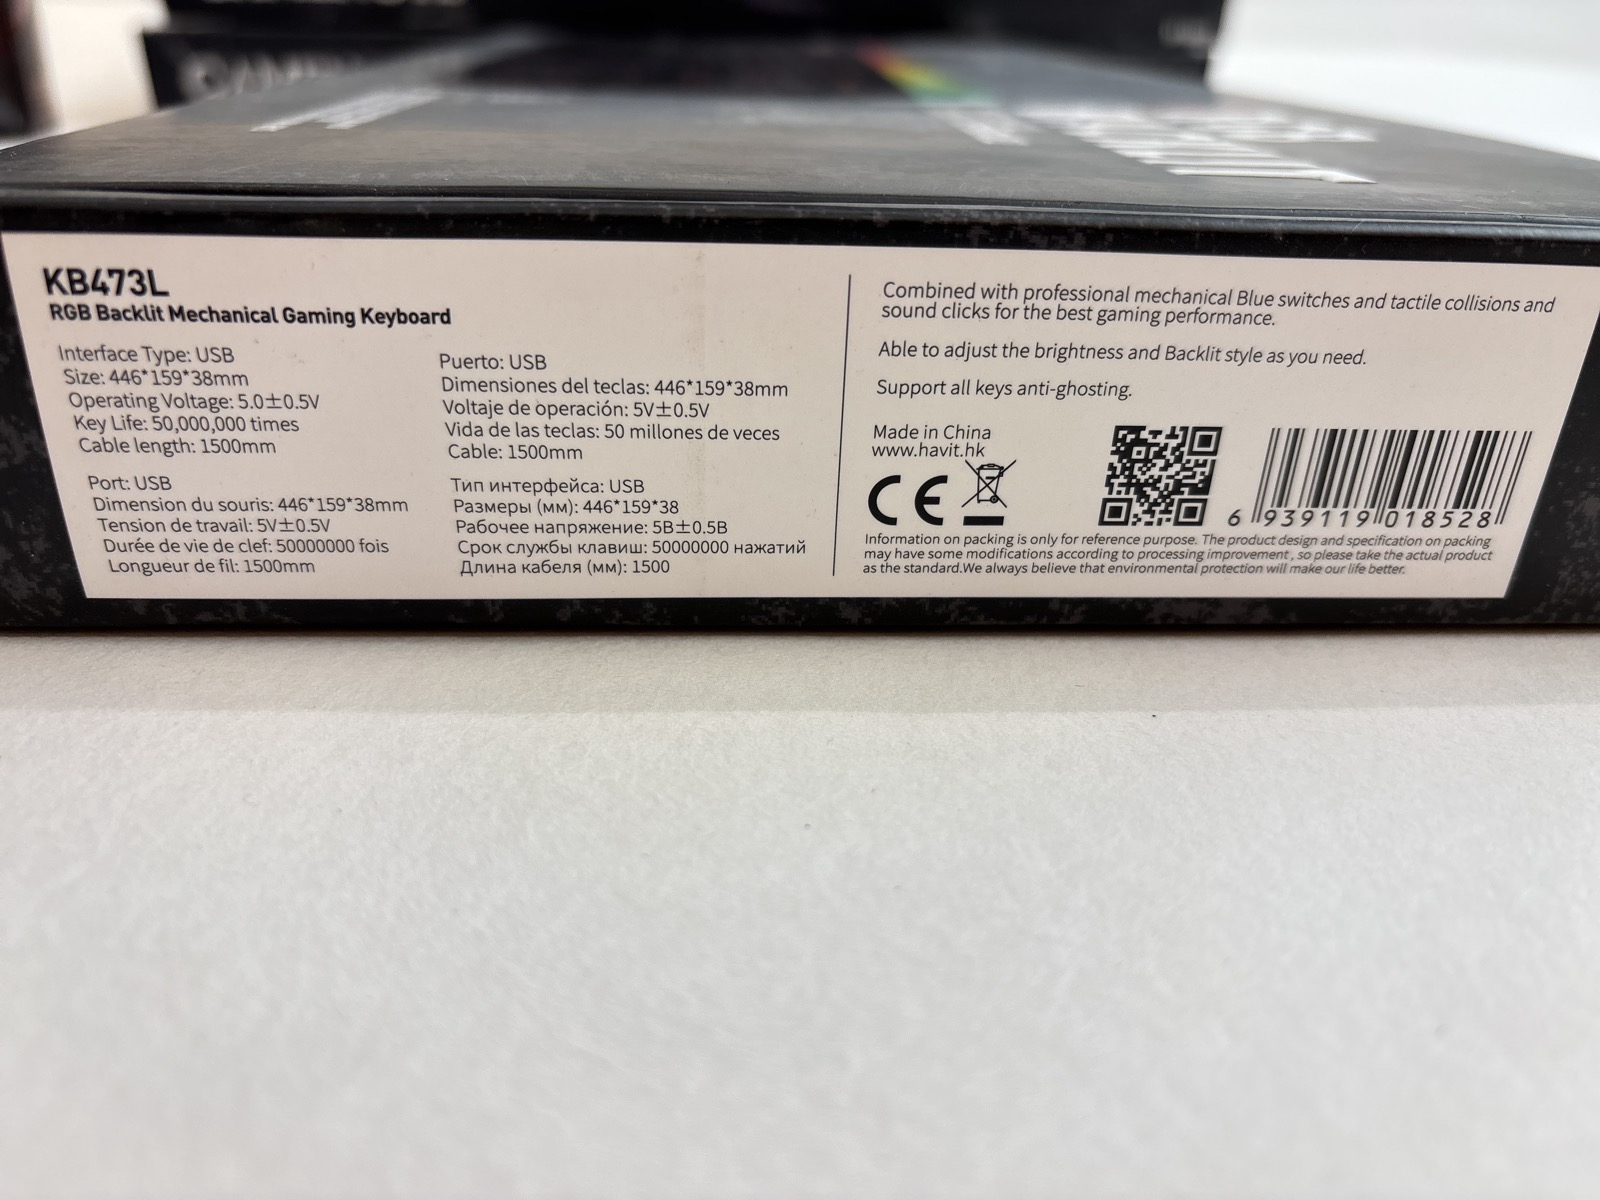 KB473L
RGB Backlit Mechanical Gaming Keyboard
Interface Type: USB
Size: 446*159*38mm
Operating Voltage: 5.0±0.5V
Key Life: 50,000,000 times
Cable length: 1500mm
Puerto: USB
Dimensiones del teclas: 446*159*38mm
Voltaje de operación: 5V±0.5V
Vida de las teclas: 50 millones de veces
Cable: 1500mm
Port: USB
Dimension du souris: 446*159*38mm
Tension de travail: 5V±0.5V
Durée de vie de clef: 50000000 fois
Longueur de fil: 1500mm
Тип интерфейса: USB
Размеры (мм): 446*159*38
Рабочее напряжение: 5В±0.5В
Срок службы клавиш: 50000000 нажатий
Длина кабеля (мм): 1500
Combined with professional mechanical Blue switches and tactile collisions and
sound clicks for the best gaming performance.
Able to adjust the brightness and Backlit style as you need.
Support all keys anti-ghosting.
Made in China
www.havit.hk
CE
6 939119 018528
Information on packing is only for reference purpose. The product design and specification on packing
may have some modifications according to processing improvement, so please take the actual product
as the standard.We always believe that environmental protection will make our life better.